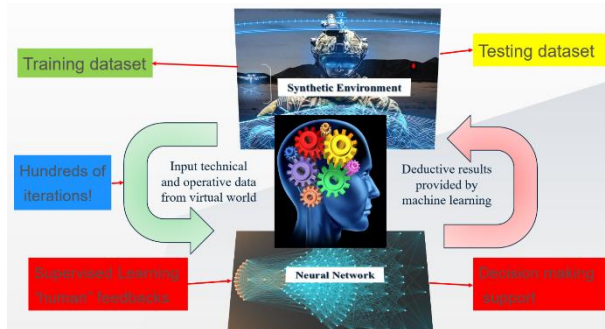 Training dataset
Testing dataset
Synthetic Environment
Hundreds of
iterations!
Input technical
and operative data
from virtual world
Deductive results
provided by
machine learning
Supervised Learning
"human" feedbacks
Neural Network
Decision making
support